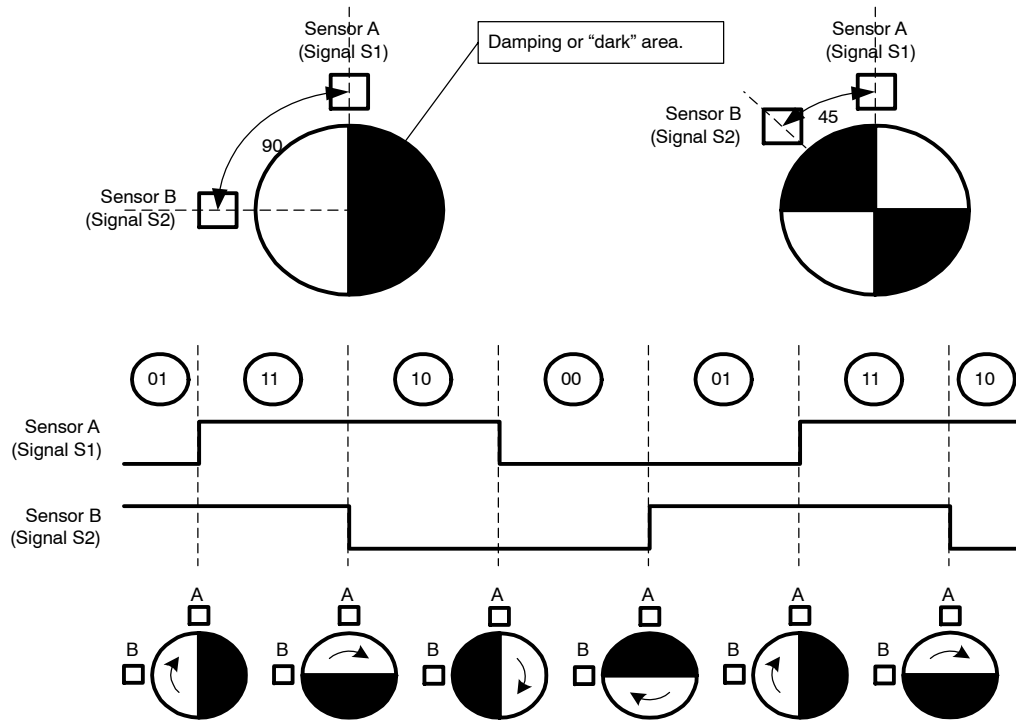 Sensor A
(Signal S1)
Damping or “dark” area.
Sensor A
(Signal S1)
Sensor B
(Signal S2)
45
90
Sensor B
(Signal S2)
01 11 10 00 01 11 10
Sensor A
(Signal S1)
Sensor B
(Signal S2)
A A A A A A
B B B B B B